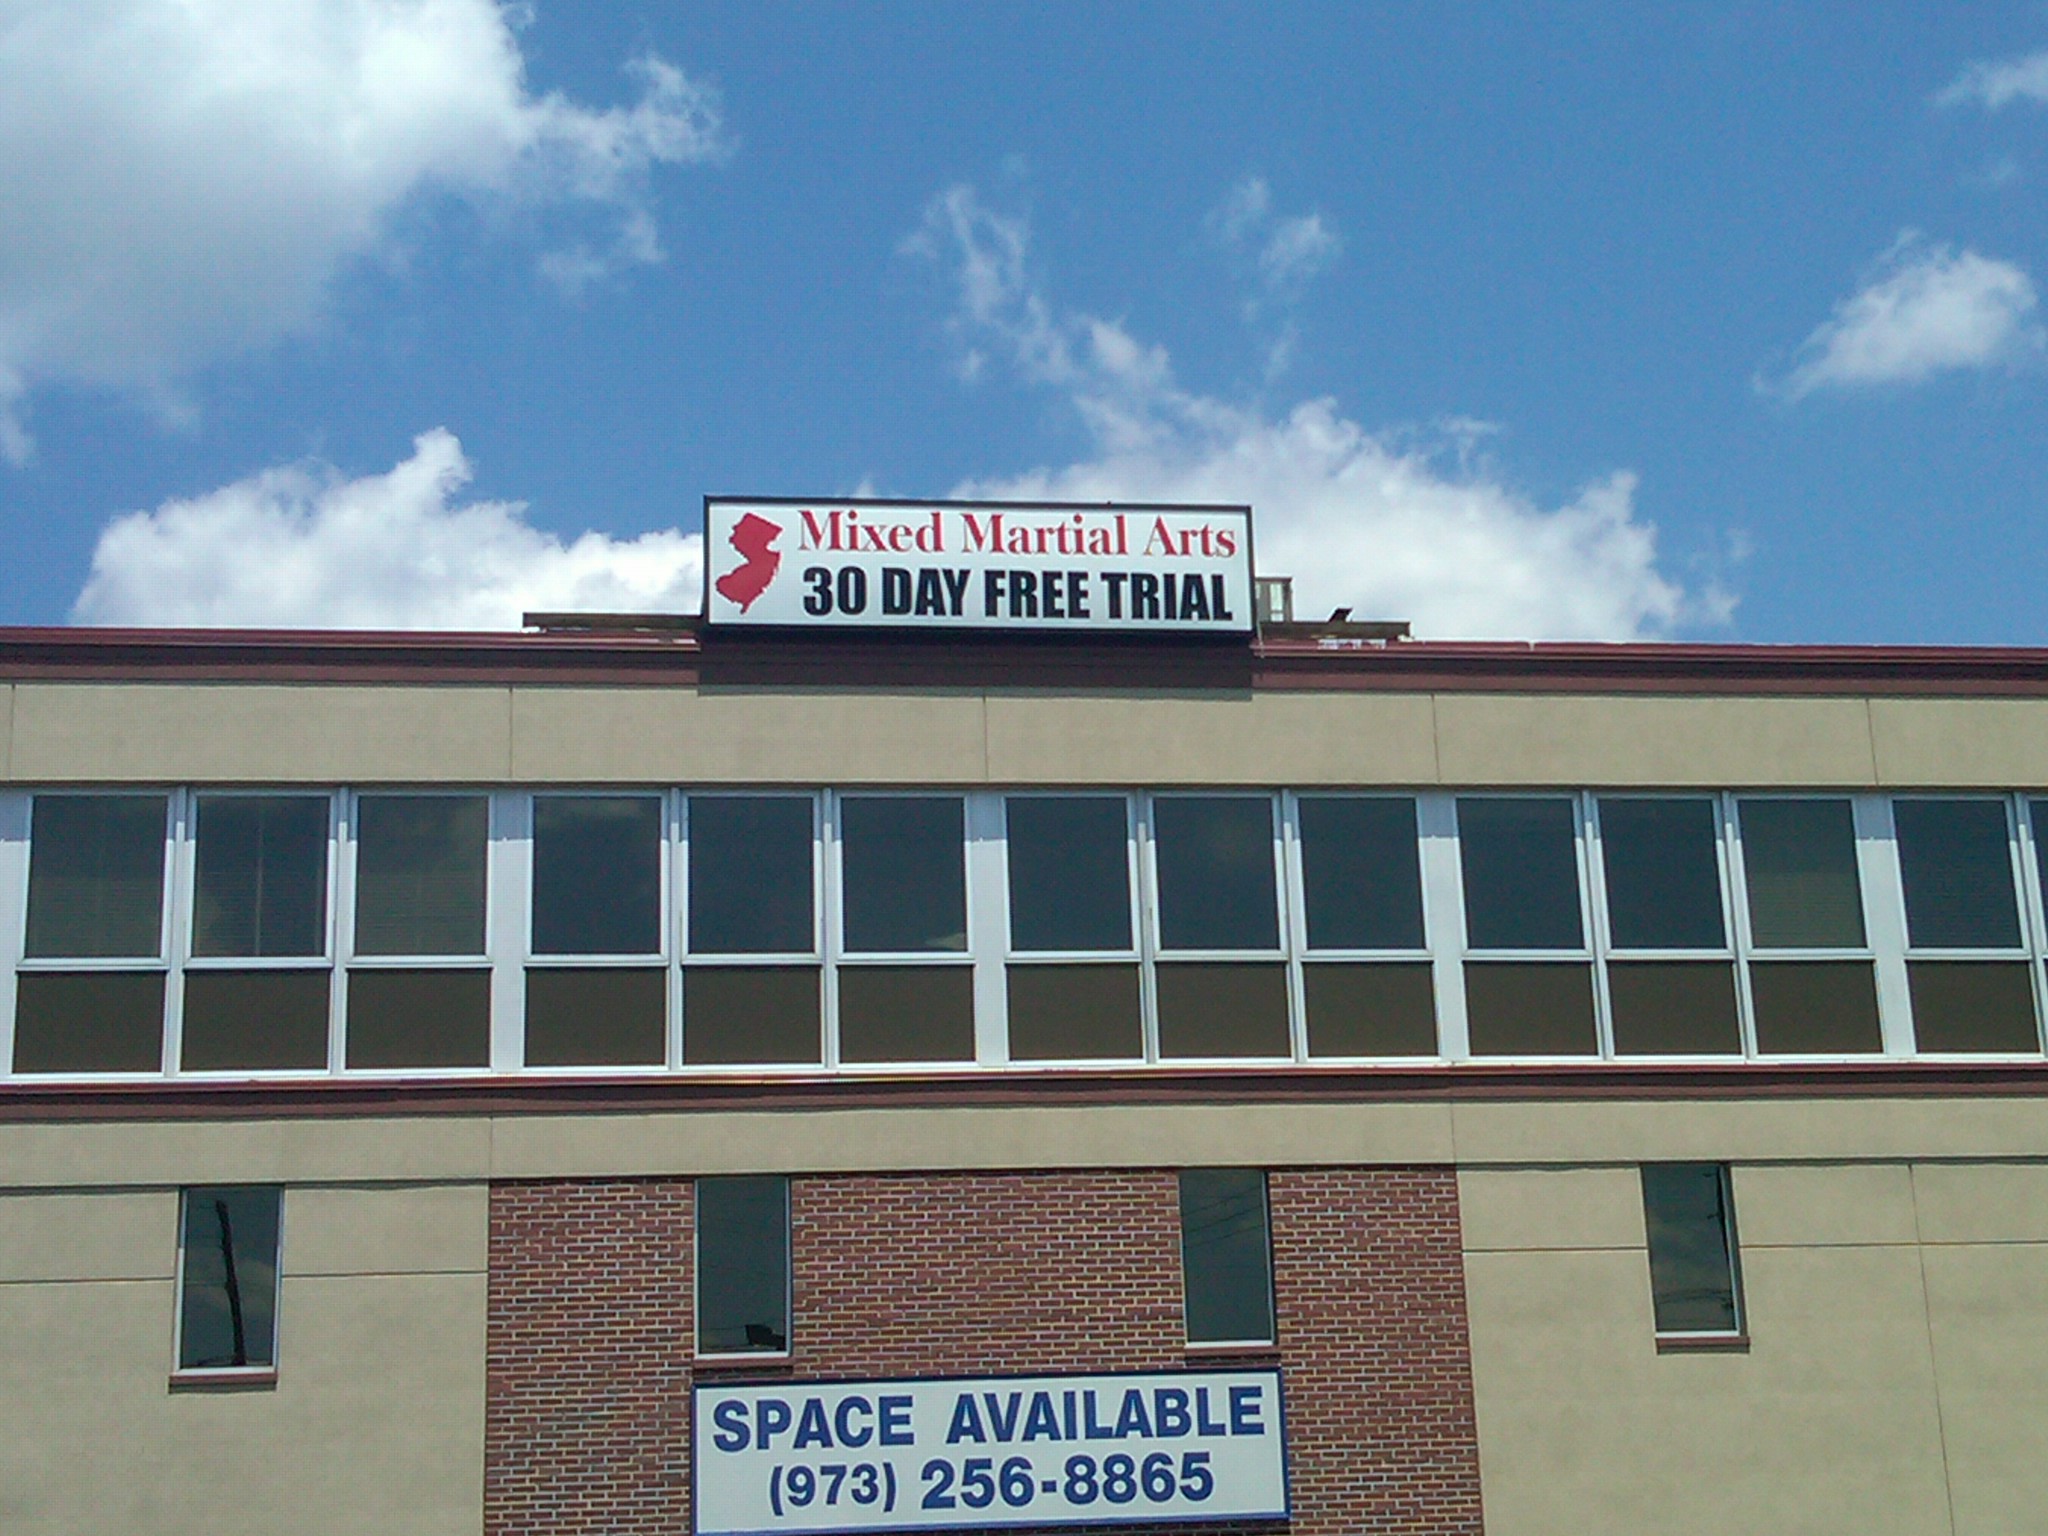 Mixed Martial Arts
30 DAY FREE TRIAL
SPACE AVAILABLE
(973) 256-8865